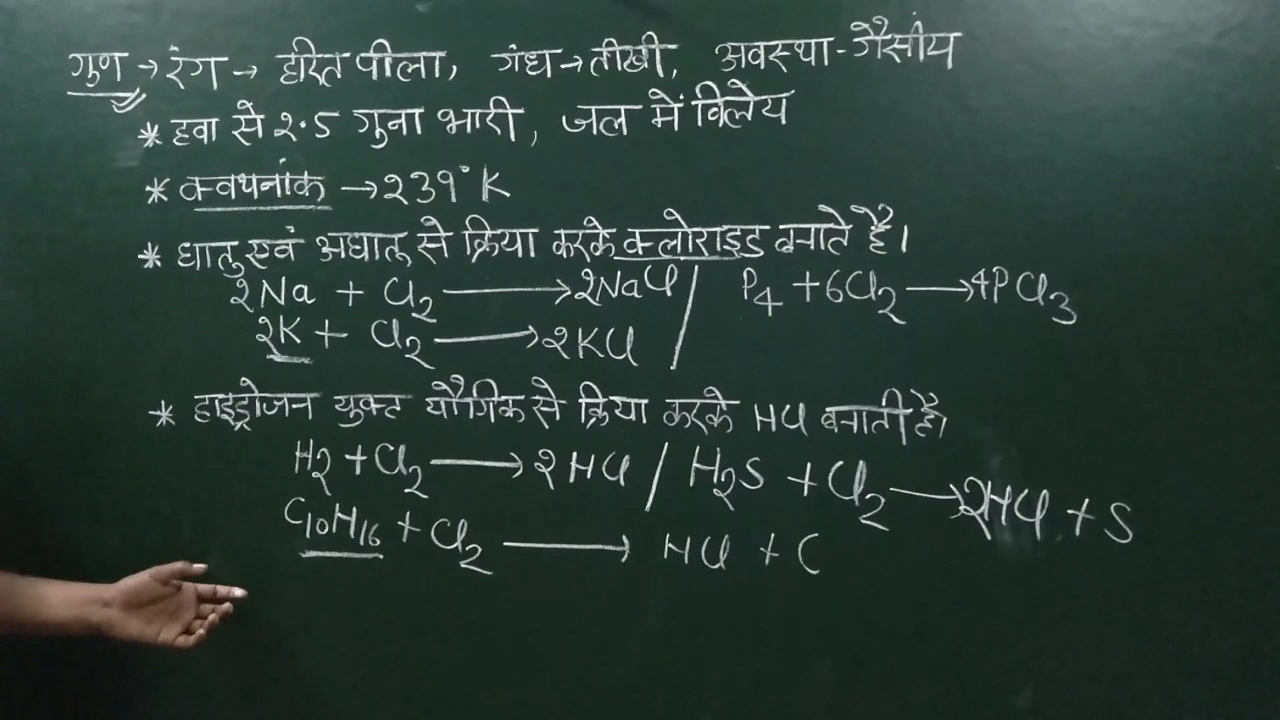 गुण → रंग → हरित पीला, गंध → तीखी, अवस्था - गैसीय
* हवा से 2.5 गुना भारी, जल में विलेय
* क्वथनांक → 239°K
* धातु एवं अधातु से क्रिया करके क्लोराइड बनाते है।
2Na + Cl₂ ⟶ 2NaCl / P₄ + 6Cl₂ ⟶ 4PCl₃
2K + Cl₂ ⟶ 2KCl /
* हाइड्रोजन युक्ट यौगिक से क्रिया करके HCl बनाती है।
H₂ + Cl₂ ⟶ 2HCl / H₂S + Cl₂ ⟶ 2HCl + S
C₁₀H₁₆ + Cl₂ ⟶ HCl + C